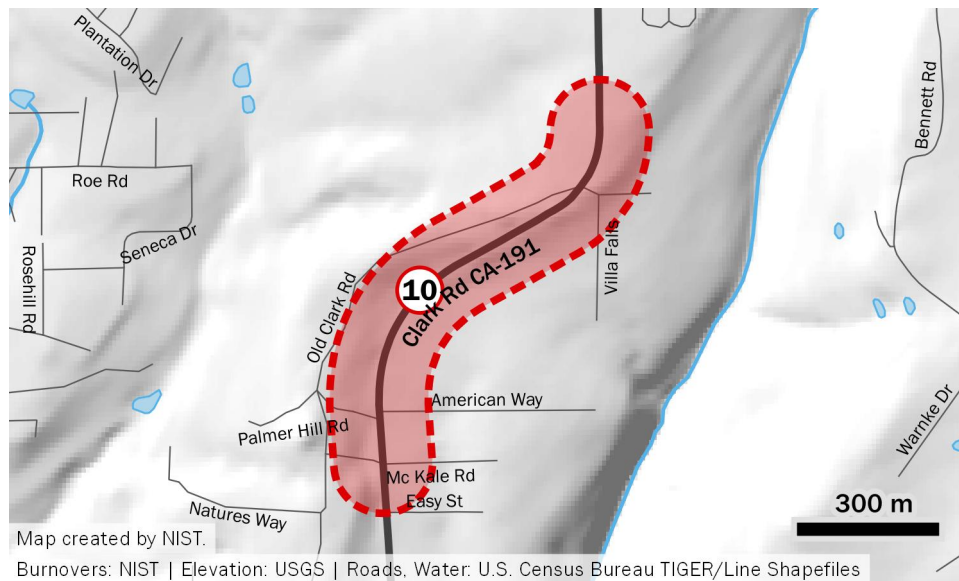 Plantation Dr
Bennett Rd
Roe Rd
Seneca Dr
Rosehill Rd
Villa Falls
10
Clark Rd CA-191
Old Clark Rd
American Way
Palmer Hill Rd
Warnke Dr
Mc Kale Rd
Easy St
Natures Way
300 m
Map created by NIST.
Burnovers: NIST | Elevation: USGS | Roads, Water: U.S. Census Bureau TIGER/Line Shapefiles